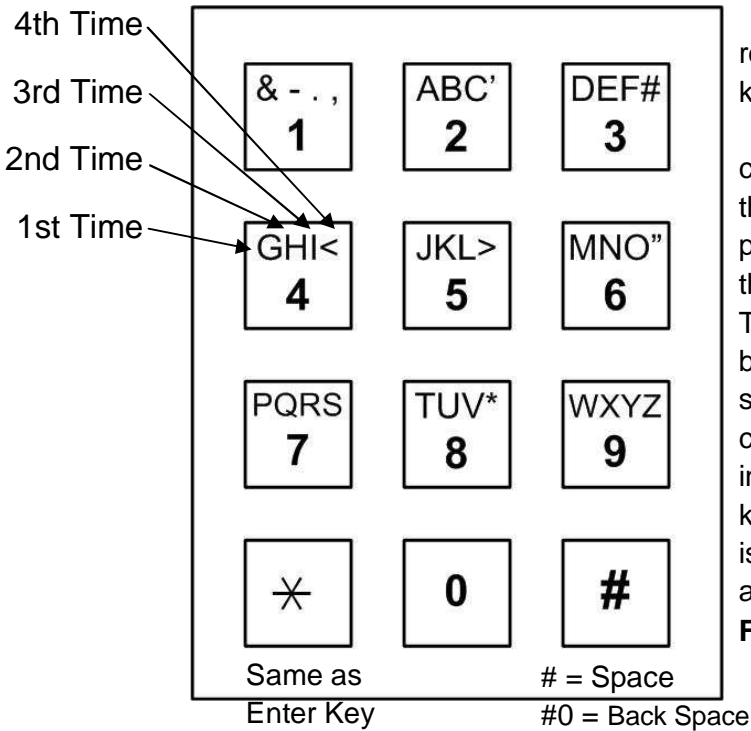 4th Time
3rd Time
2nd Time
1st Time
& - . ,
1
ABC’
2
DEF#
3
GHI<
4
JKL>
5
MNO”
6
PQRS
7
TUV*
8
WXYZ
9
*
0
#
Same as
Enter Key
# = Space
#0 = Back Space